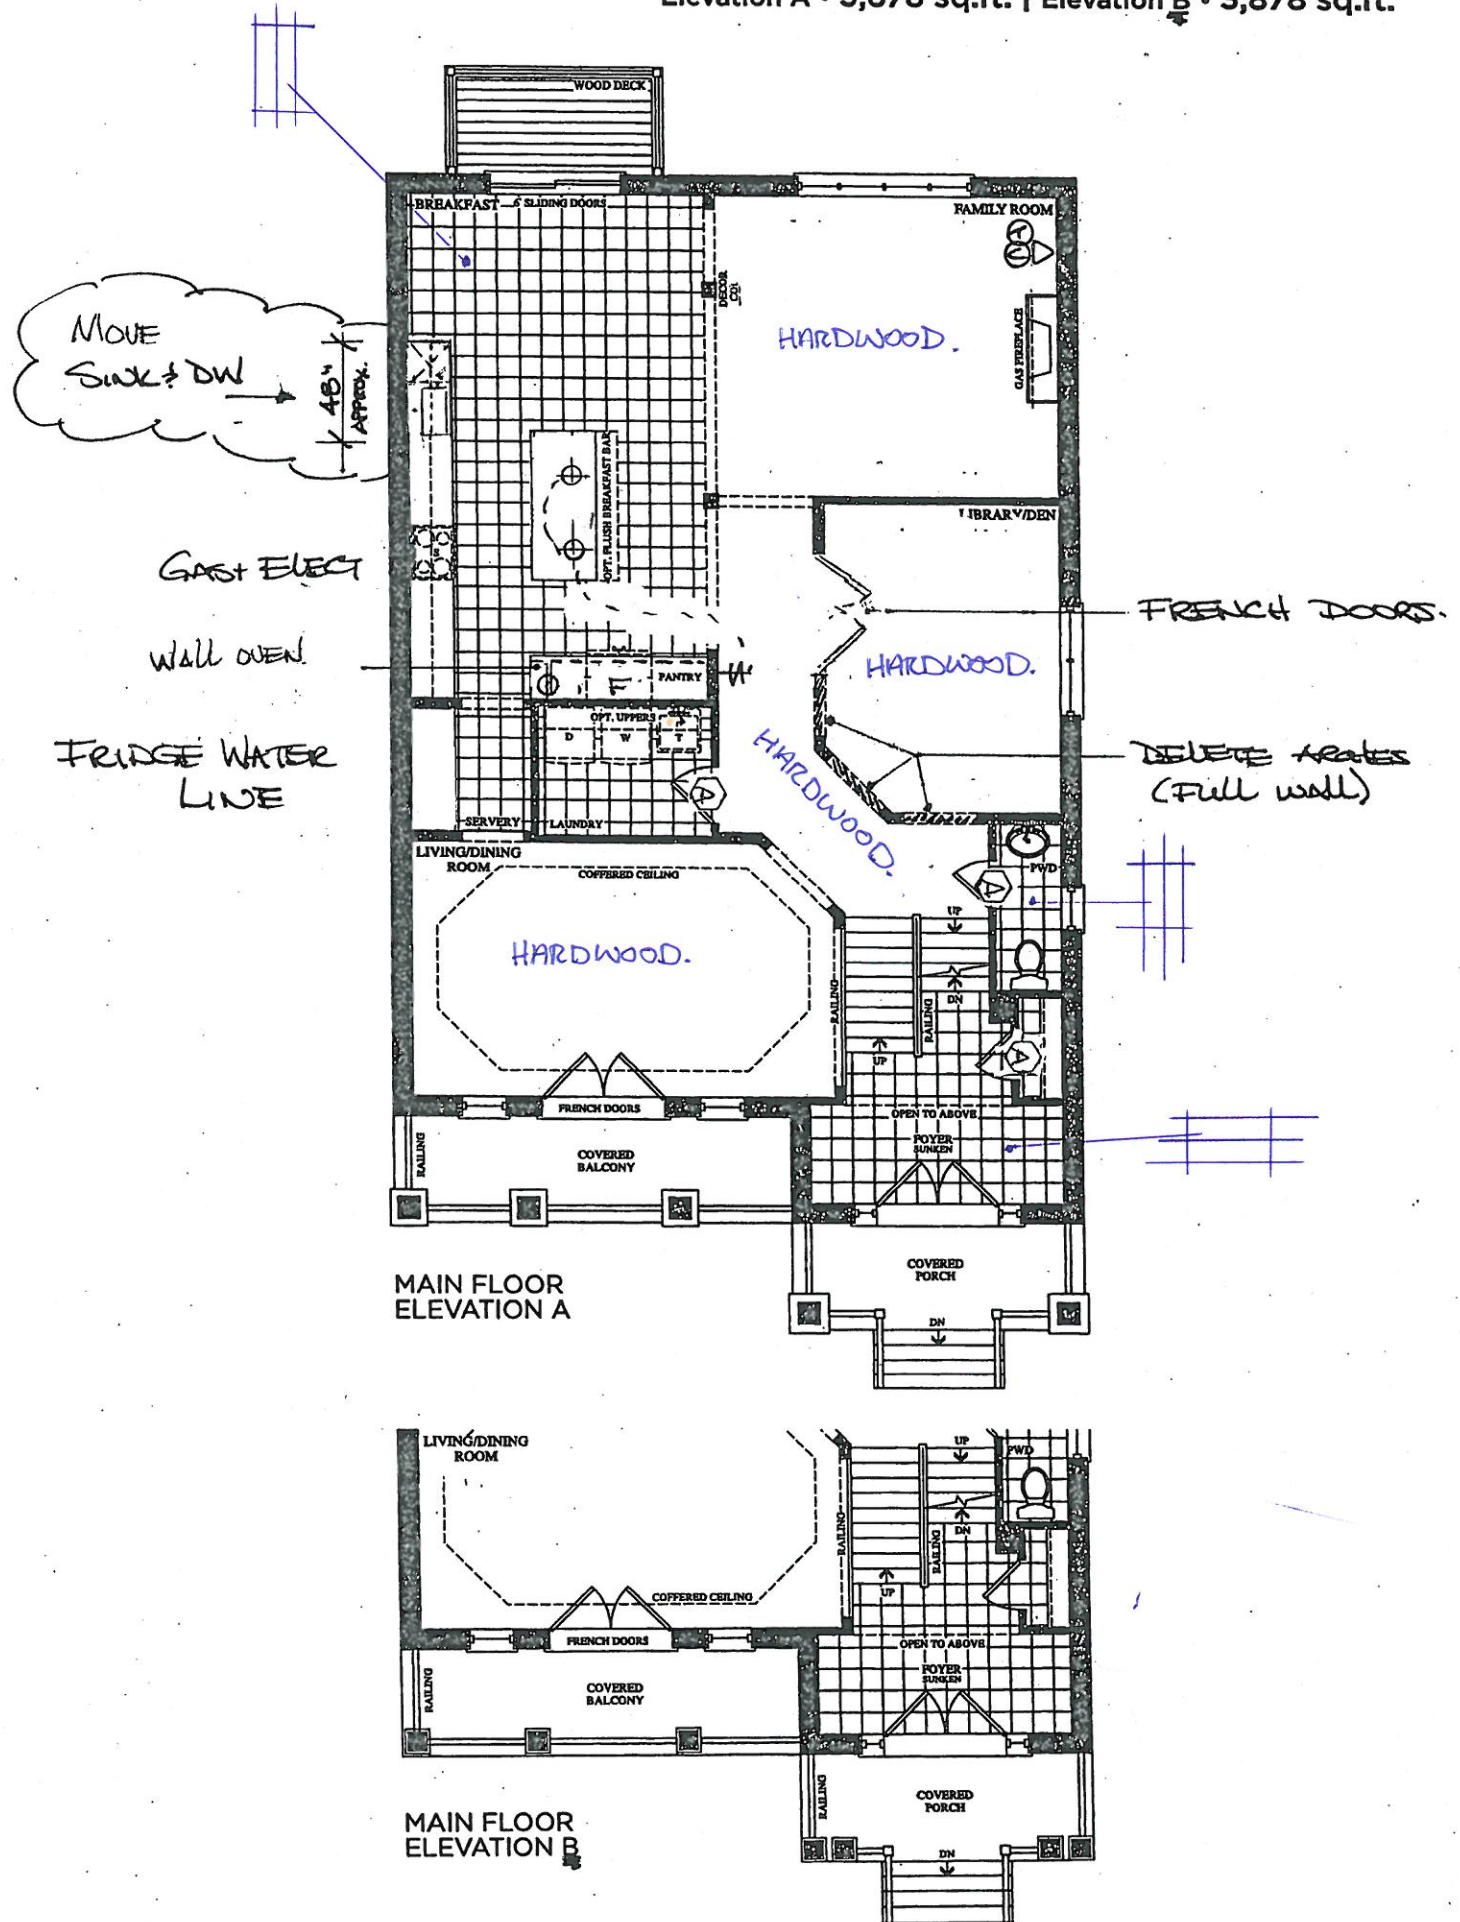 Elevation A • 3,878 sq.ft. | Elevation B • 3,878 sq.ft.
WOOD DECK
BREAKFAST
6' SLIDING DOORS
FAMILY ROOM
DECOR
COL
MOVE
SINK & DW
48"
APPROX.
HARDWOOD.
GAS FIREPLACE
OPT. FLUSH BREAKFAST BAR
LIBRARY/DEN
GAS + ELECT
FRENCH DOORS.
WALL OVEN.
F
PANTRY
HARDWOOD.
FRIDGE WATER
LINE
OPT. UPPERS
D
W
T
HARDWOOD.
DELETE ARCHES
(FULL WALL)
A
SERVERY
LAUNDRY
LIVING/DINING
ROOM
COFFERED CEILING
PWD
A
HARDWOOD.
UP
DN
RAILING
RAILING
UP
A
FRENCH DOORS
OPEN TO ABOVE
FOYER
SUNKEN
RAILING
COVERED
BALCONY
COVERED
PORCH
DN
MAIN FLOOR
ELEVATION A
LIVING/DINING
ROOM
UP
PWD
DN
RAILING
RAILING
UP
COFFERED CEILING
FRENCH DOORS
OPEN TO ABOVE
FOYER
SUNKEN
RAILING
COVERED
BALCONY
RAILING
COVERED
PORCH
DN
MAIN FLOOR
ELEVATION B